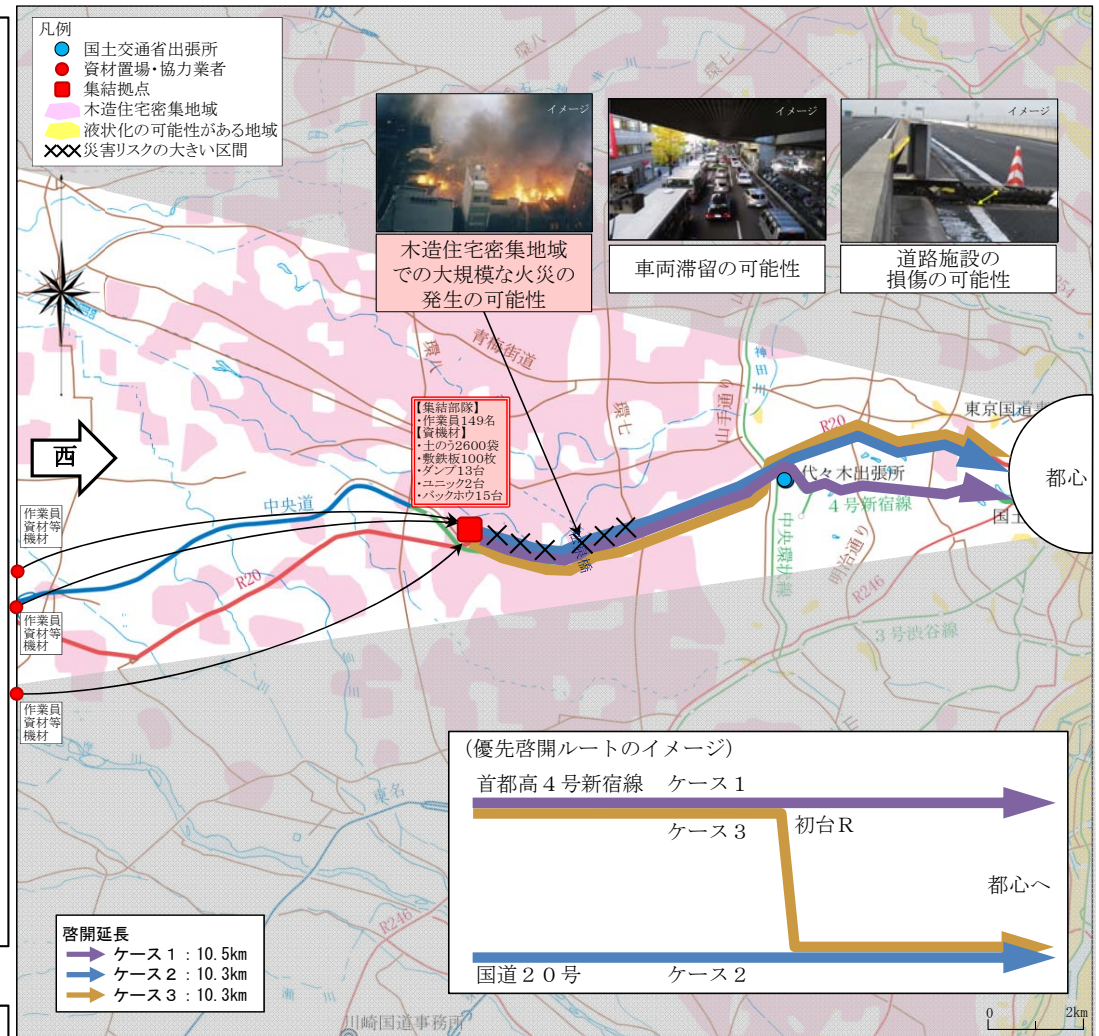 凡例
国土交通省出張所
資材置場・協力業者
集結拠点
木造住宅密集地域
液状化の可能性がある地域
災害リスクの大きい区間
環八
環七
イメージ
イメージ
イメージ
木造住宅密集地域
での大規模な火災の
発生の可能性
車両滞留の可能性
道路施設の
損傷の可能性
254
青梅街道
環八
環七
山手通り
神田川
【集結部隊】
・作業員149名
【資機材】
・土のう2600袋
・敷鉄板100枚
・ダンプ13台
・ユニック2台
・バックホウ15台
西
中央道
R20
R20
東京国道事
都心
代々木出張所
4号新宿線
国土
中央環状線
明治通り
R246
3号渋谷線
作業員
資材等
機材
作業員
資材等
機材
作業員
資材等
機材
東名
R246
(優先啓開ルートのイメージ)
首都高4号新宿線 ケース1
ケース3
初台R
都心へ
国道20号 ケース2
啓開延長
ケース1:10.5km
ケース2:10.3km
ケース3:10.3km
川崎国道事務所
0 2km